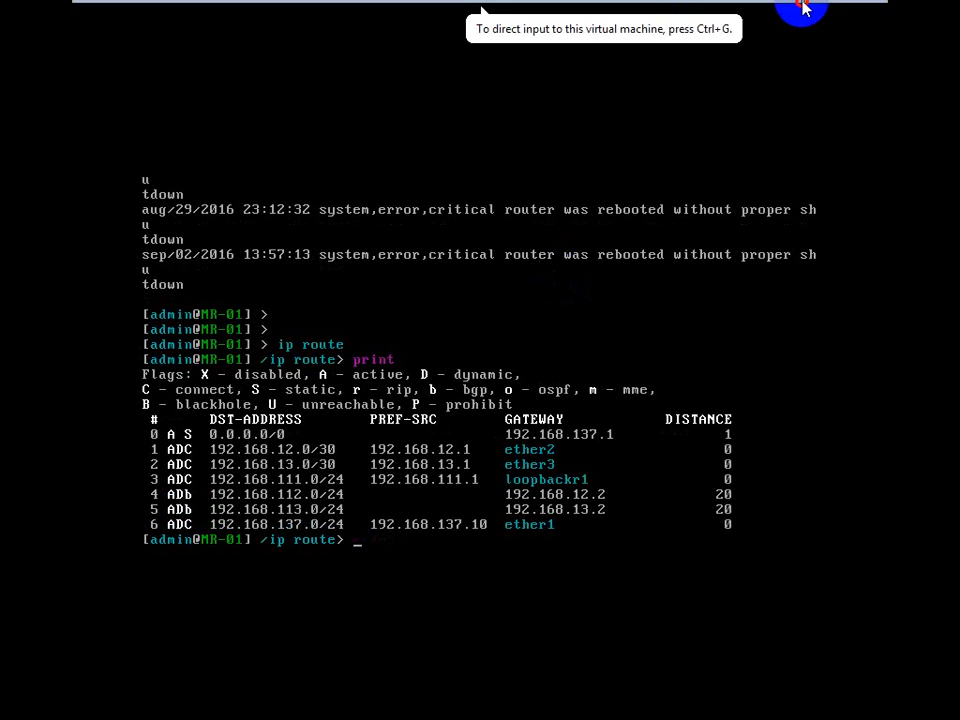 To direct input to this virtual machine, press Ctrl+G.
u
tdown
aug/29/2016 23:12:32 system,error,critical router was rebooted without proper sh
u
tdown
sep/02/2016 13:57:13 system,error,critical router was rebooted without proper sh
u
tdown
[admin@MR-01] >
[admin@MR-01] >
[admin@MR-01] > ip route
[admin@MR-01] /ip route> print
Flags: X - disabled, A - active, D - dynamic,
C - connect, S - static, r - rip, b - bgp, o - ospf, m - mme,
B - blackhole, U - unreachable, P - prohibit
# DST-ADDRESS PREF-SRC GATEWAY DISTANCE
0 A S 0.0.0.0/0 192.168.137.1 1
1 ADC 192.168.12.0/30 192.168.12.1 ether2 0
2 ADC 192.168.13.0/30 192.168.13.1 ether3 0
3 ADC 192.168.111.0/24 192.168.111.1 loopbackr1 0
4 ADb 192.168.112.0/24 192.168.12.2 20
5 ADb 192.168.113.0/24 192.168.13.2 20
6 ADC 192.168.137.0/24 192.168.137.10 ether1 0
[admin@MR-01] /ip route> _